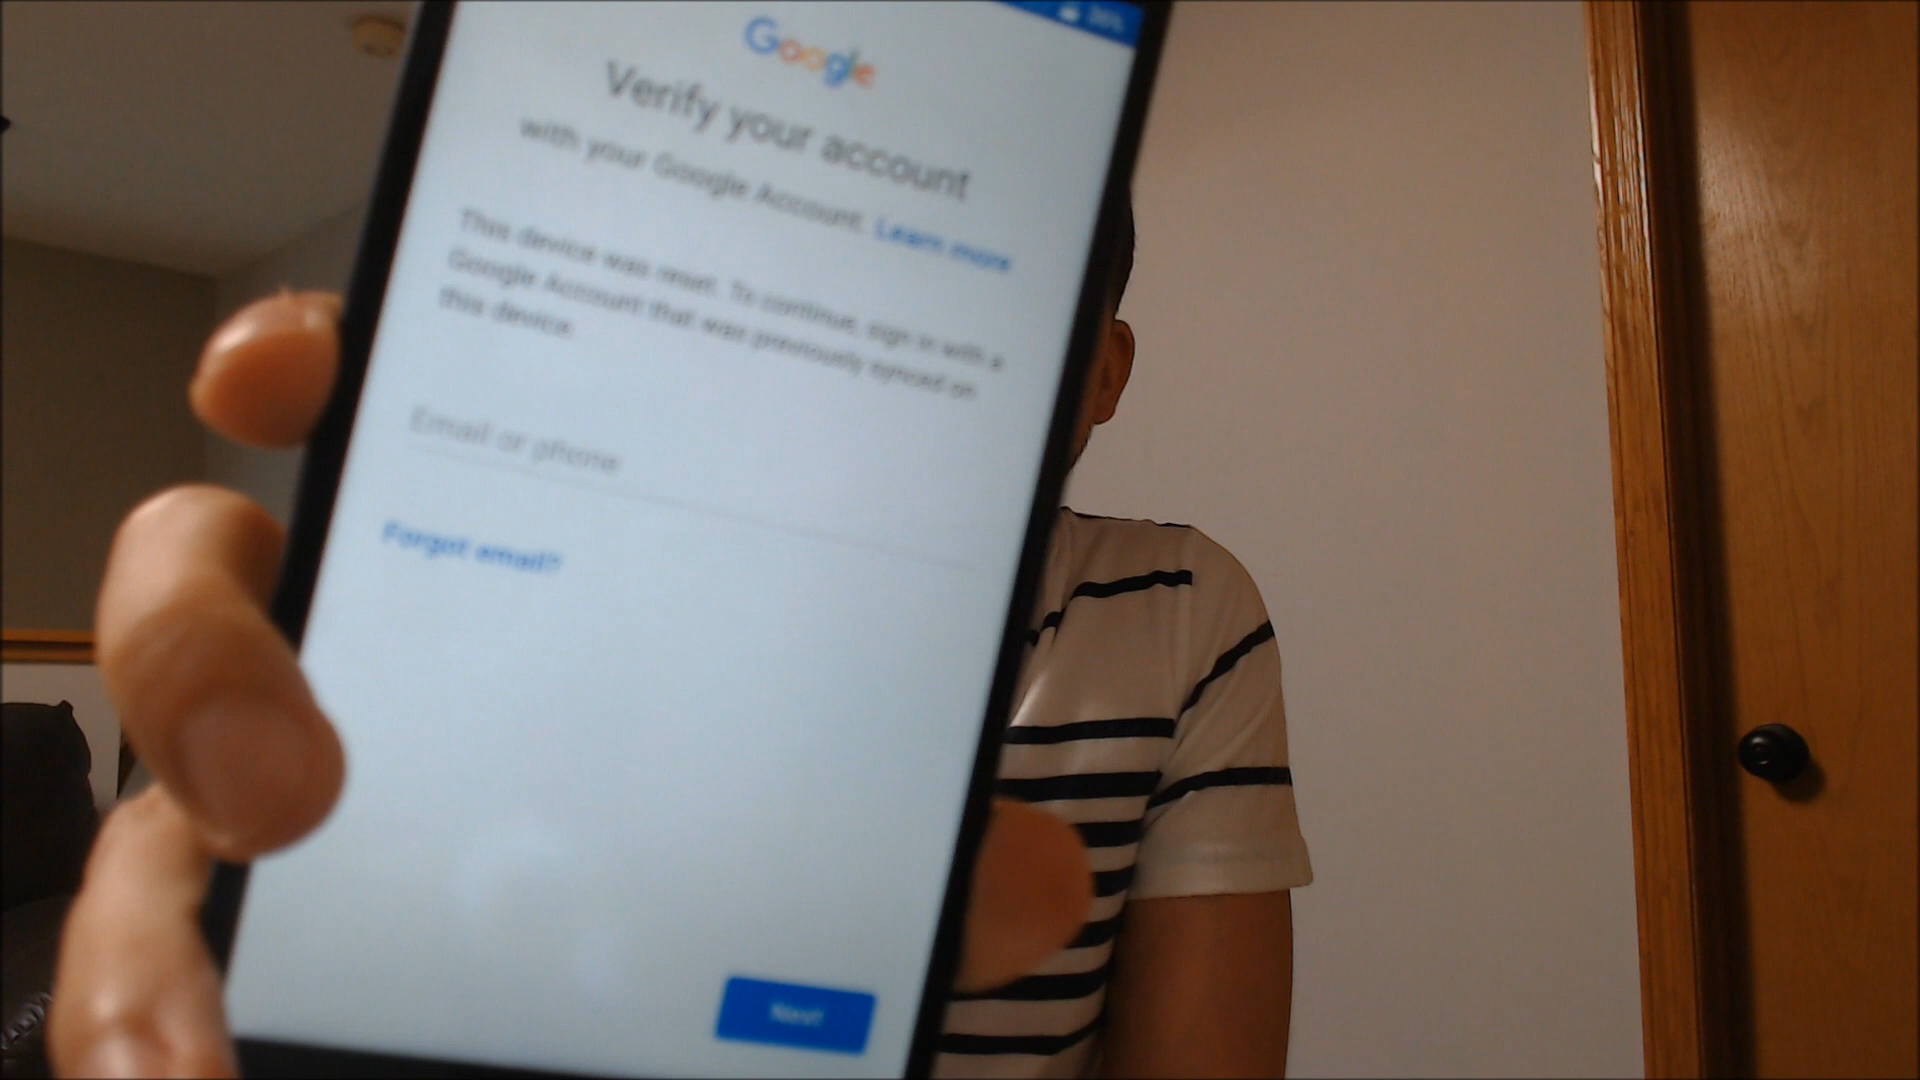 36%
Google
Verify your account
with your Google Account. Learn more
This device was reset. To continue, sign in with a
Google Account that was previously synced on
this device.
Email or phone
Forgot email?
Next